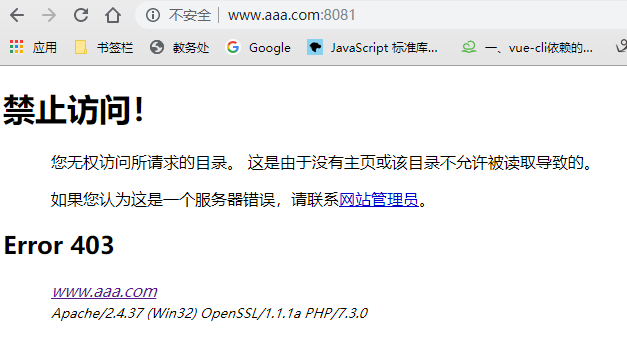 不安全 | www.aaa.com:8081
应用 书签栏 教务处 Google JavaScript 标准库... 一、vue-cli依赖的...
禁止访问！
您无权访问所请求的目录。 这是由于没有主页或该目录不允许被读取导致的。
如果您认为这是一个服务器错误，请联系网站管理员。
Error 403
www.aaa.com
Apache/2.4.37 (Win32) OpenSSL/1.1.1a PHP/7.3.0